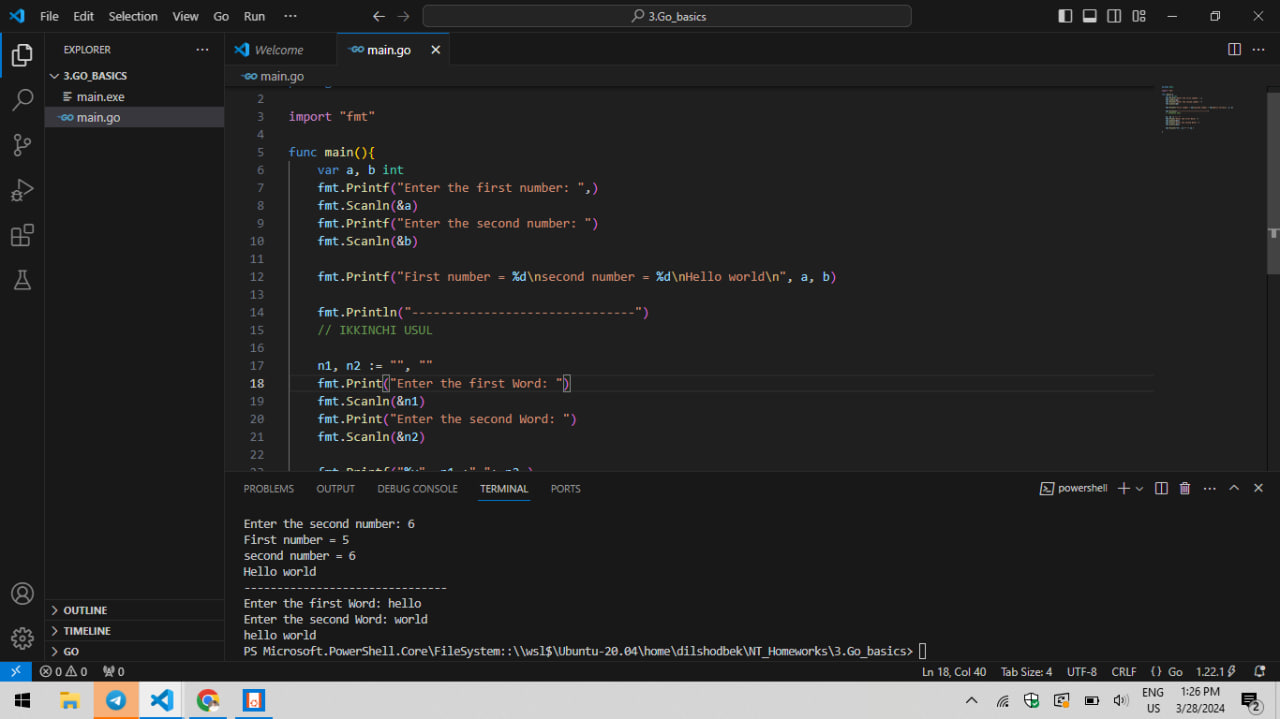 File Edit Selection View Go Run ··· 3.Go_basics
EXPLORER ···
3.GO_BASICS
main.exe
main.go
OUTLINE
TIMELINE
GO
Welcome main.go
main.go
2
3 import "fmt"
4
5 func main(){
6 var a, b int
7 fmt.Printf("Enter the first number: ",)
8 fmt.Scanln(&a)
9 fmt.Printf("Enter the second number: ")
10 fmt.Scanln(&b)
11
12 fmt.Printf("First number = %d\nsecond number = %d\nHello world\n", a, b)
13
14 fmt.Println("-------------------------------")
15 // IKKINCHI USUL
16
17 n1, n2 := "", ""
18 fmt.Print("Enter the first Word: ")
19 fmt.Scanln(&n1)
20 fmt.Print("Enter the second Word: ")
21 fmt.Scanln(&n2)
22
PROBLEMS OUTPUT DEBUG CONSOLE TERMINAL PORTS powershell
Enter the second number: 6
First number = 5
second number = 6
Hello world
-------------------------------
Enter the first Word: hello
Enter the second Word: world
hello world
PS Microsoft.PowerShell.Core\FileSystem::\\wsl$\Ubuntu-20.04\home\dilshodbek\NT_Homeworks\3.Go_basics>
0 0 0 Ln 18, Col 40 Tab Size: 4 UTF-8 CRLF {} Go 1.22.1
ENG 1:26 PM
US 3/28/2024 2